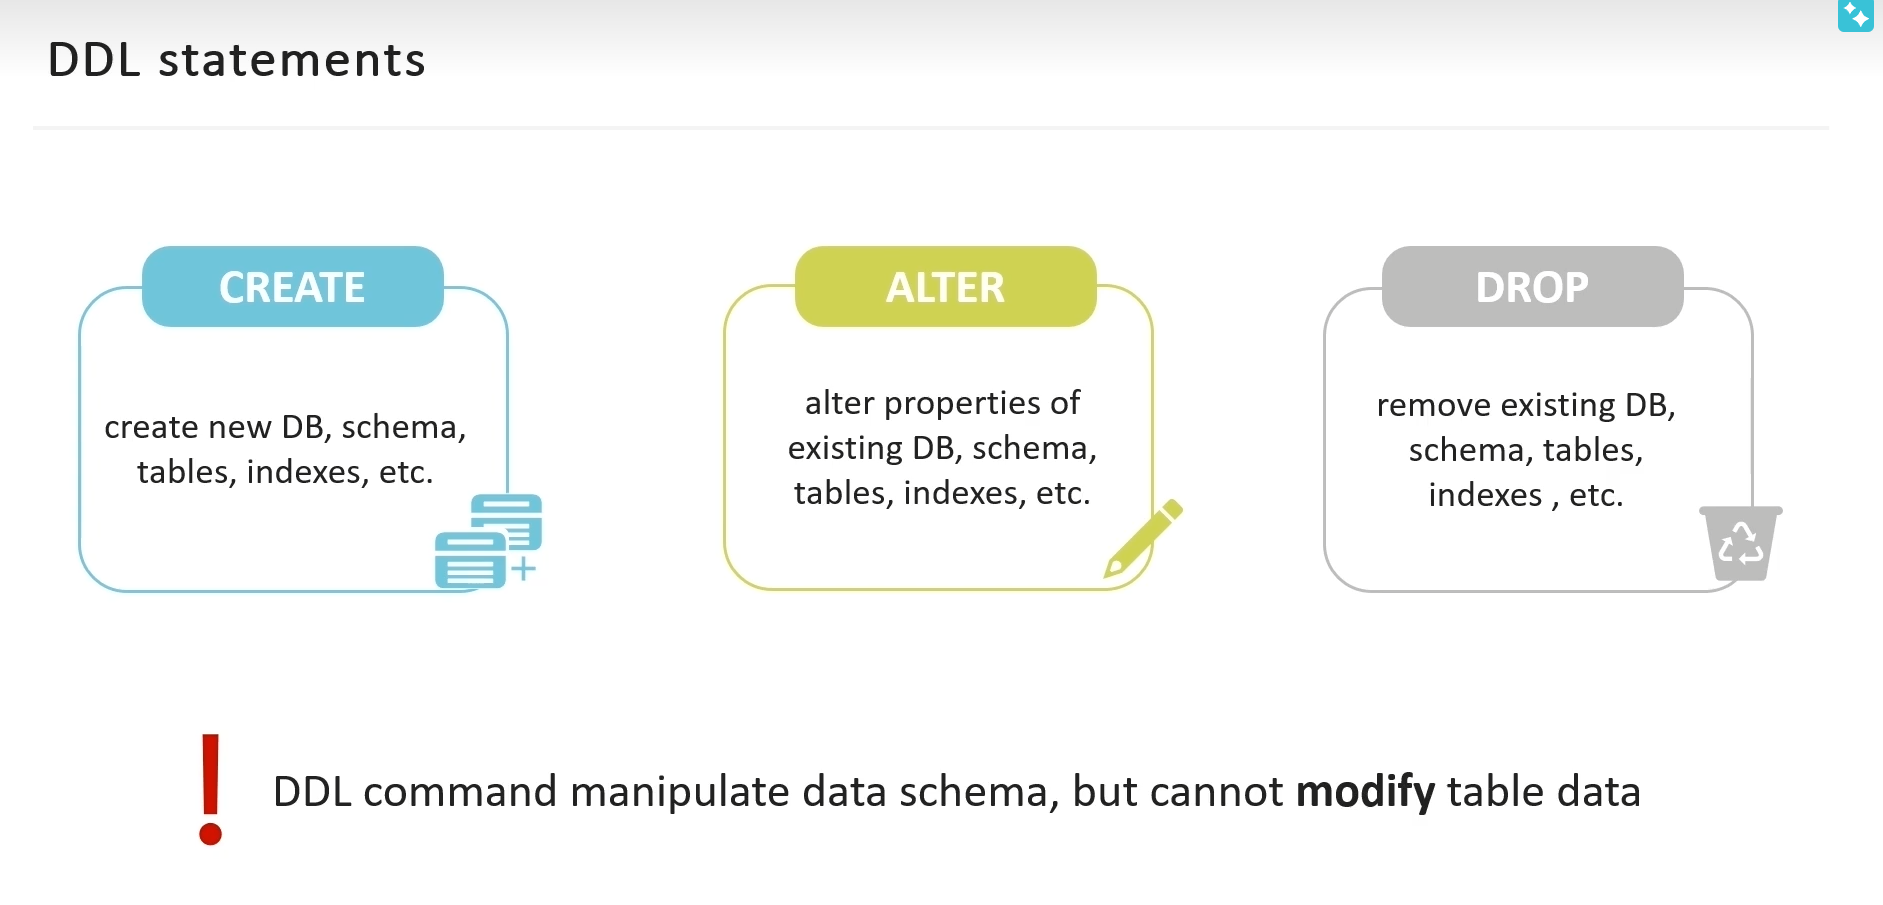 DDL statements
CREATE
create new DB, schema,
tables, indexes, etc.
ALTER
alter properties of
existing DB, schema,
tables, indexes, etc.
DROP
remove existing DB,
schema, tables,
indexes , etc.
! DDL command manipulate data schema, but cannot modify table data